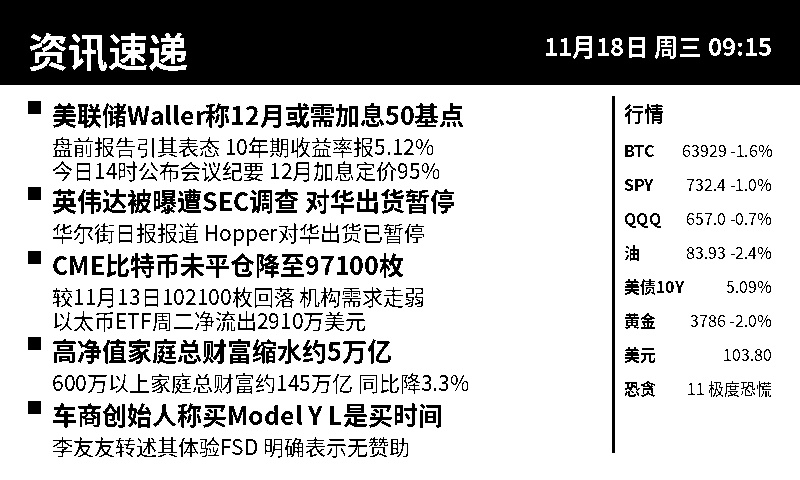 资讯速递
11月18日 周三 09:15
美联储Waller称12月或需加息50基点
盘前报告引其表态 10年期收益率报5.12%
今日14时公布会议纪要 12月加息定价95%
英伟达被曝遭SEC调查 对华出货暂停
华尔街日报报道 Hopper对华出货已暂停
CME比特币未平仓降至97100枚
较11月13日102100枚回落 机构需求走弱
以太币ETF周二净流出2910万美元
高净值家庭总财富缩水约5万亿
600万以上家庭总财富约145万亿 同比降3.3%
车商创始人称买Model Y L是买时间
李友友转述其体验FSD 明确表示无赞助
行情
BTC 63929 -1.6%
SPY 732.4 -1.0%
QQQ 657.0 -0.7%
油 83.93 -2.4%
美债10Y 5.09%
黄金 3786 -2.0%
美元 103.80
恐贪 11 极度恐慌